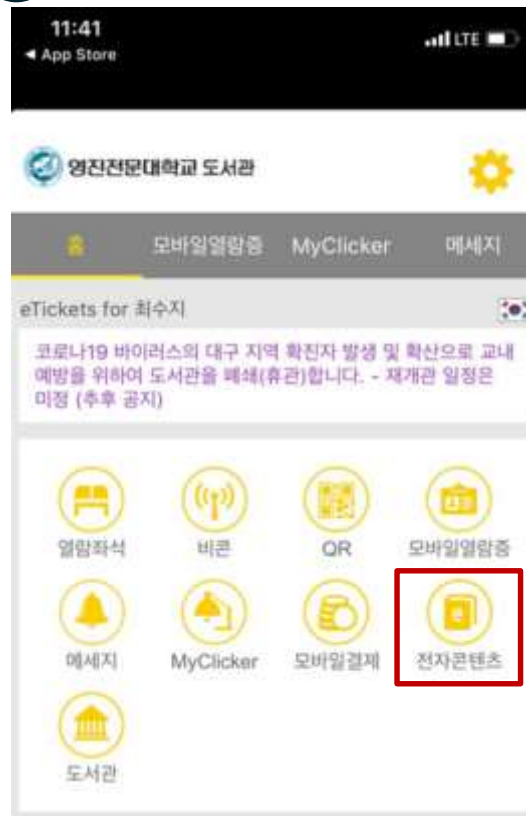 11:41
LTE
◀ App Store
영진전문대학교 도서관
홈 모바일열람증 MyClicker 메세지
eTickets for 최수지
코로나19 바이러스의 대구 지역 확진자 발생 및 확산으로 교내
예방을 위하여 도서관을 폐쇄(휴관)합니다. - 재개관 일정은
미정 (추후 공지)
열람좌석 비콘 QR 모바일열람증
메세지 MyClicker 모바일결제 전자콘텐츠
도서관